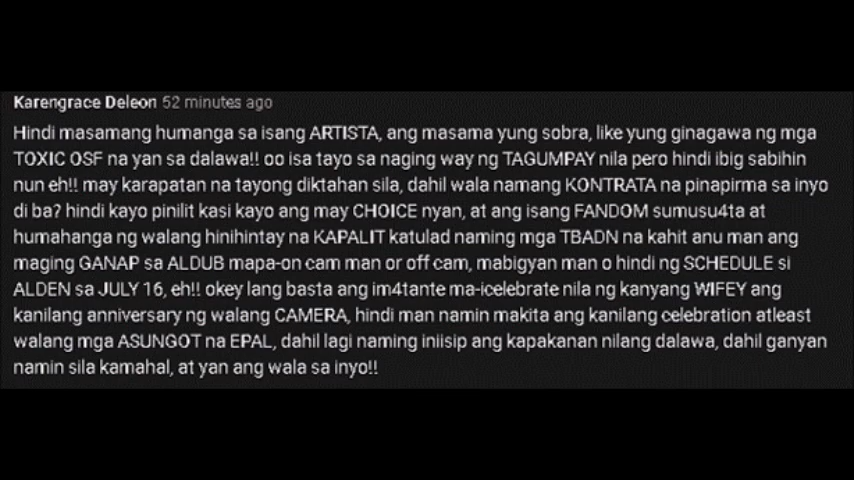 Karengrace Deleon 52 minutes ago
Hindi masamang humanga sa isang ARTISTA, ang masama yung sobra, like yung ginagawa ng mga
TOXIC OSF na yan sa dalawa!! oo isa tayo sa naging way ng TAGUMPAY nila pero hindi ibig sabihin
nun eh!! may karapatan na tayong diktahan sila, dahil wala namang KONTRATA na pinapirma sa inyo
di ba? hindi kayo pinilit kasi kayo ang may CHOICE nyan, at ang isang FANDOM sumusu4ta at
humahanga ng walang hinihintay na KAPALIT katulad naming mga TBADN na kahit anu man ang
maging GANAP sa ALDUB mapa-on cam man or off cam, mabigyan man o hindi ng SCHEDULE si
ALDEN sa JULY 16, eh!! okey lang basta ang im4tante ma-icelebrate nila ng kanyang WIFEY ang
kanilang anniversary ng walang CAMERA, hindi man namin makita ang kanilang celebration atleast
walang mga ASUNGOT na EPAL, dahil lagi naming iniisip ang kapakanan nilang dalawa, dahil ganyan
namin sila kamahal, at yan ang wala sa inyo!!